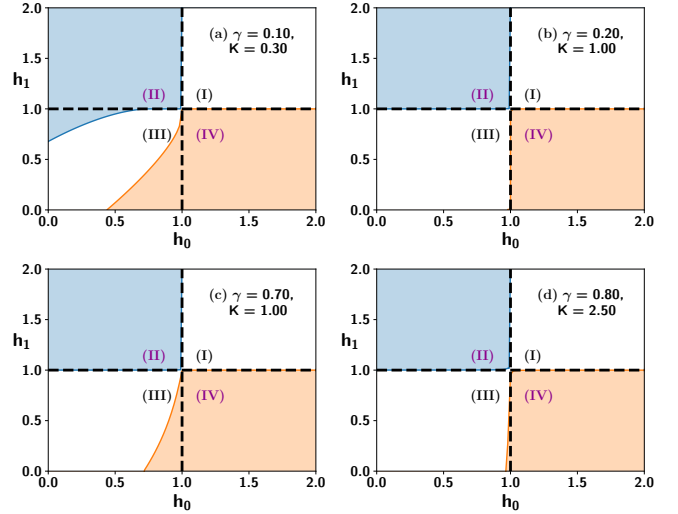 2.0
1.5
1.0
0.5
0.0
h1
0.0 0.5 1.0 1.5 2.0
h0
(a) γ = 0.10,
K = 0.30
(II) (I)
(III) (IV)
2.0
1.5
1.0
0.5
0.0
h1
0.0 0.5 1.0 1.5 2.0
h0
(b) γ = 0.20,
K = 1.00
(II) (I)
(III) (IV)
2.0
1.5
1.0
0.5
0.0
h1
0.0 0.5 1.0 1.5 2.0
h0
(c) γ = 0.70,
K = 1.00
(II) (I)
(III) (IV)
2.0
1.5
1.0
0.5
0.0
h1
0.0 0.5 1.0 1.5 2.0
h0
(d) γ = 0.80,
K = 2.50
(II) (I)
(III) (IV)